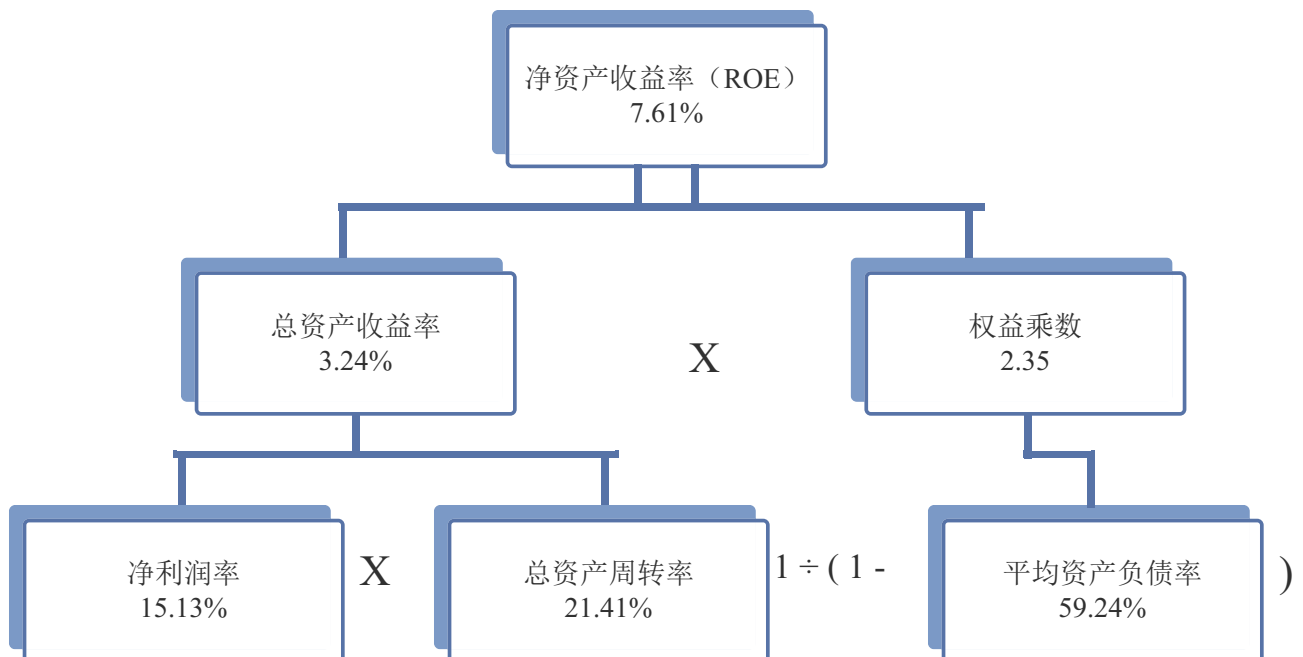 净资产收益率（ROE）
7.61%
总资产收益率
3.24%
X
权益乘数
2.35
净利润率
15.13%
X
总资产周转率
21.41%
1 ÷ ( 1 -
平均资产负债率
59.24%
)